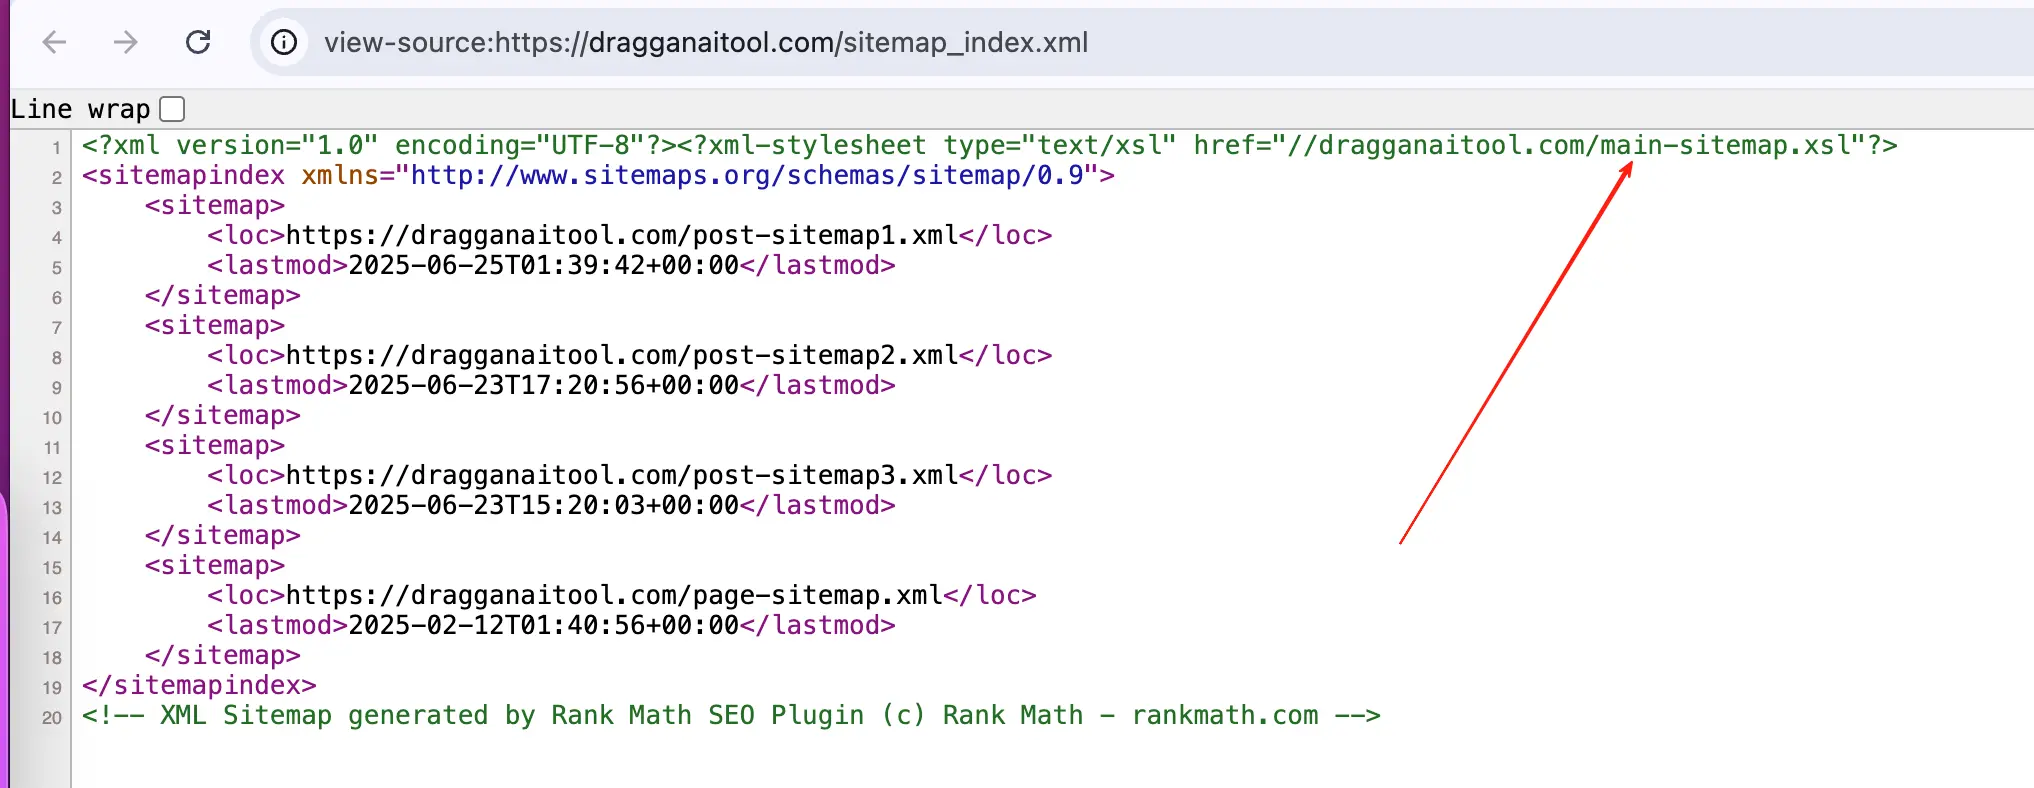 view-source:https://dragganaitool.com/sitemap_index.xml
Line wrap
1 <?xml version="1.0" encoding="UTF-8"?><?xml-stylesheet type="text/xsl" href="//dragganaitool.com/main-sitemap.xsl"?>
2 <sitemapindex xmlns="http://www.sitemaps.org/schemas/sitemap/0.9">
3 <sitemap>
4 <loc>https://dragganaitool.com/post-sitemap1.xml</loc>
5 <lastmod>2025-06-25T01:39:42+00:00</lastmod>
6 </sitemap>
7 <sitemap>
8 <loc>https://dragganaitool.com/post-sitemap2.xml</loc>
9 <lastmod>2025-06-23T17:20:56+00:00</lastmod>
10 </sitemap>
11 <sitemap>
12 <loc>https://dragganaitool.com/post-sitemap3.xml</loc>
13 <lastmod>2025-06-23T15:20:03+00:00</lastmod>
14 </sitemap>
15 <sitemap>
16 <loc>https://dragganaitool.com/page-sitemap.xml</loc>
17 <lastmod>2025-02-12T01:40:56+00:00</lastmod>
18 </sitemap>
19 </sitemapindex>
20 <!-- XML Sitemap generated by Rank Math SEO Plugin (c) Rank Math - rankmath.com -->